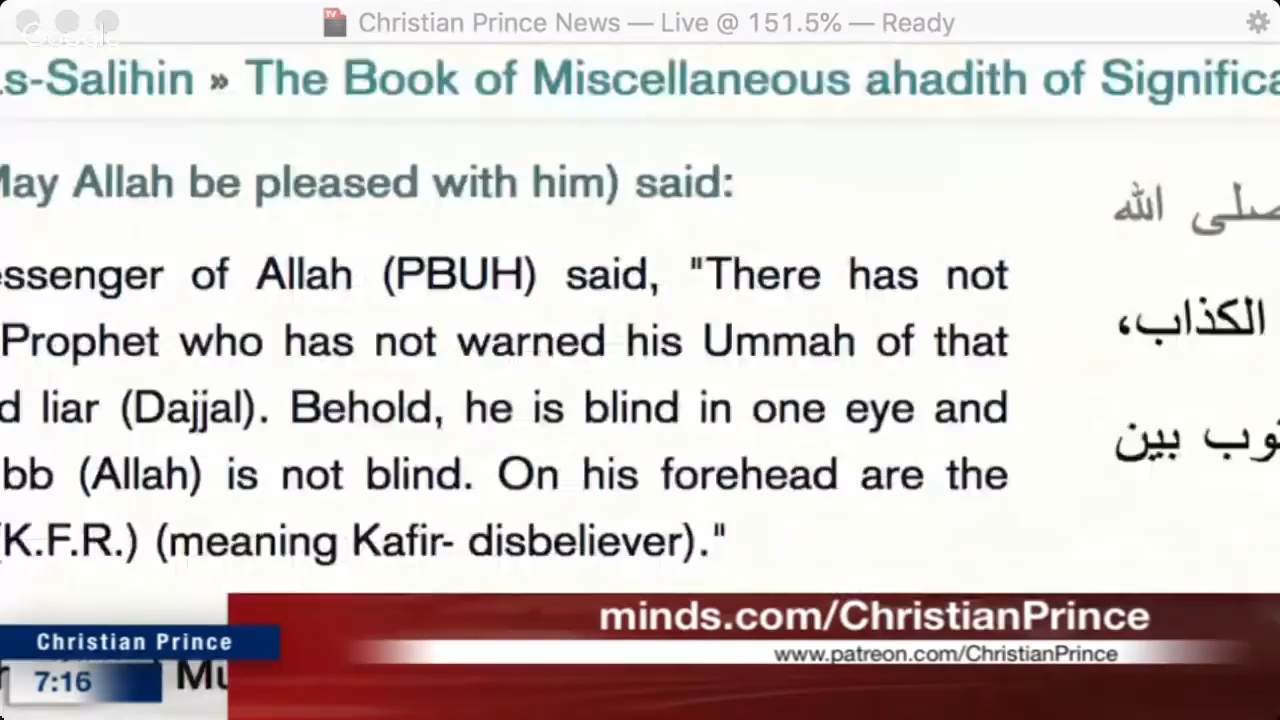 Christian Prince News — Live @ 151.5% — Ready
Google
s-Salihin » The Book of Miscellaneous ahadith of Significa
May Allah be pleased with him) said:
صلى الله
essenger of Allah (PBUH) said, "There has not
Prophet who has not warned his Ummah of that
الكذاب،
d liar (Dajjal). Behold, he is blind in one eye and
توب بين
bb (Allah) is not blind. On his forehead are the
(K.F.R.) (meaning Kafir- disbeliever)."
minds.com/ChristianPrince
www.patreon.com/ChristianPrince
Christian Prince
7:16
Mu